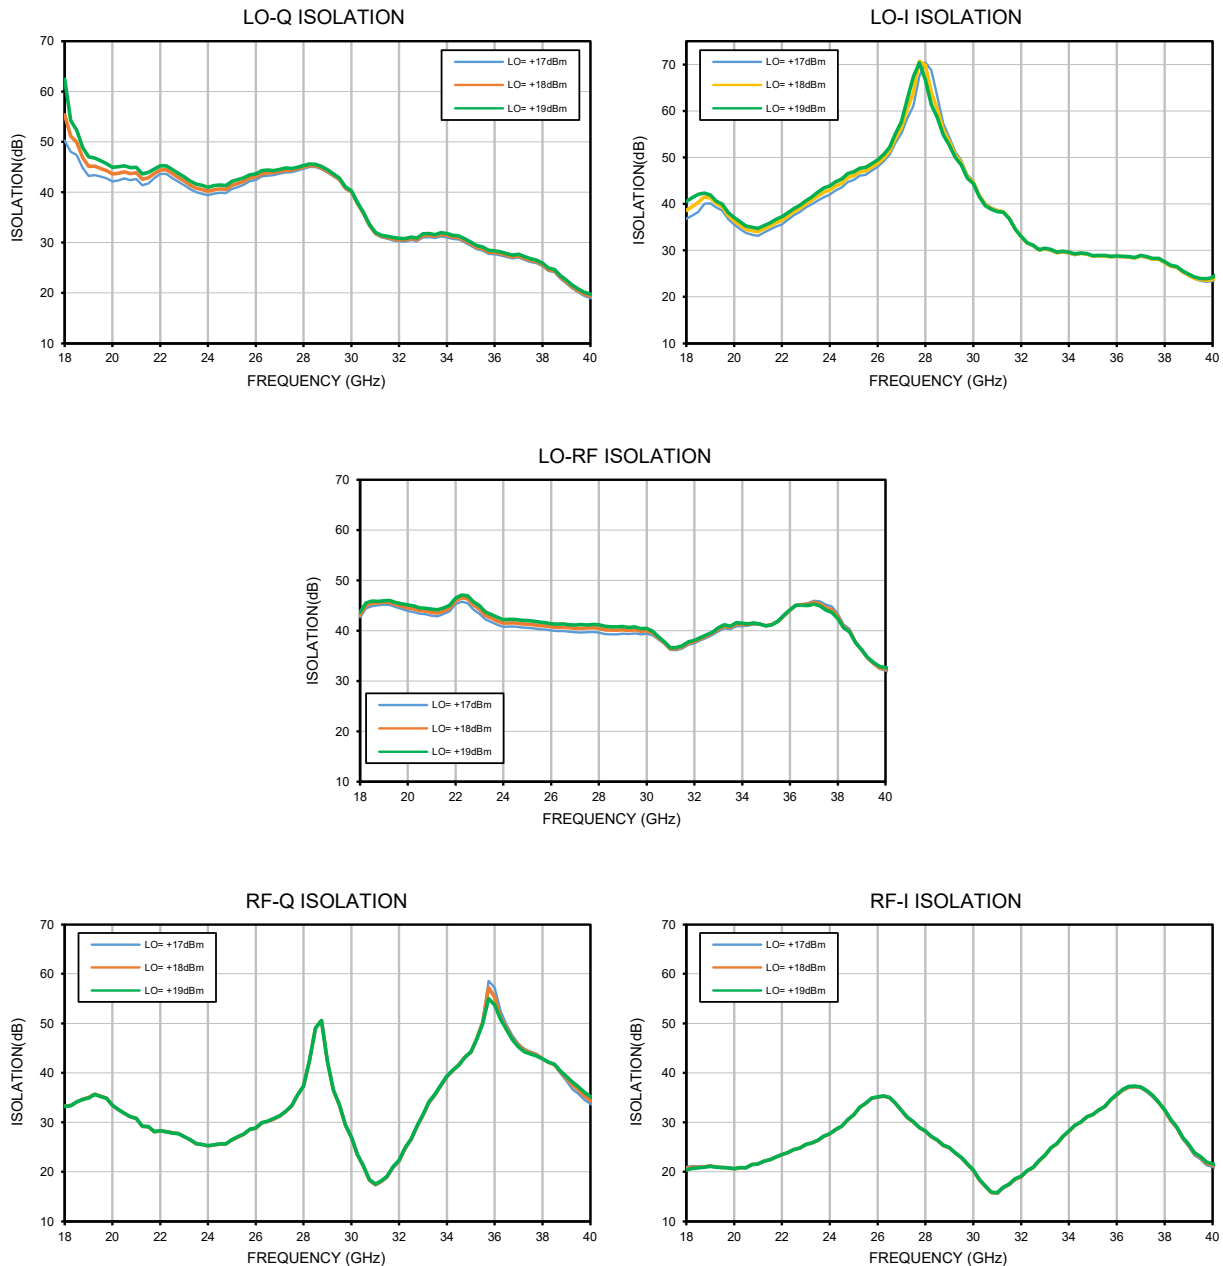 LO-Q ISOLATION
70
60
50
40
30
20
10
18 20 22 24 26 28 30 32 34 36 38 40
ISOLATION(dB)
FREQUENCY (GHz)
LO= +17dBm
LO= +18dBm
LO= +19dBm
LO-I ISOLATION
70
60
50
40
30
20
10
18 20 22 24 26 28 30 32 34 36 38 40
ISOLATION(dB)
FREQUENCY (GHz)
LO= +17dBm
LO= +18dBm
LO= +19dBm
LO-RF ISOLATION
70
60
50
40
30
20
10
18 20 22 24 26 28 30 32 34 36 38 40
ISOLATION(dB)
FREQUENCY (GHz)
LO= +17dBm
LO= +18dBm
LO= +19dBm
RF-Q ISOLATION
70
60
50
40
30
20
10
18 20 22 24 26 28 30 32 34 36 38 40
ISOLATION(dB)
FREQUENCY (GHz)
LO= +17dBm
LO= +18dBm
LO= +19dBm
RF-I ISOLATION
70
60
50
40
30
20
10
18 20 22 24 26 28 30 32 34 36 38 40
ISOLATION(dB)
FREQUENCY (GHz)
LO= +17dBm
LO= +18dBm
LO= +19dBm